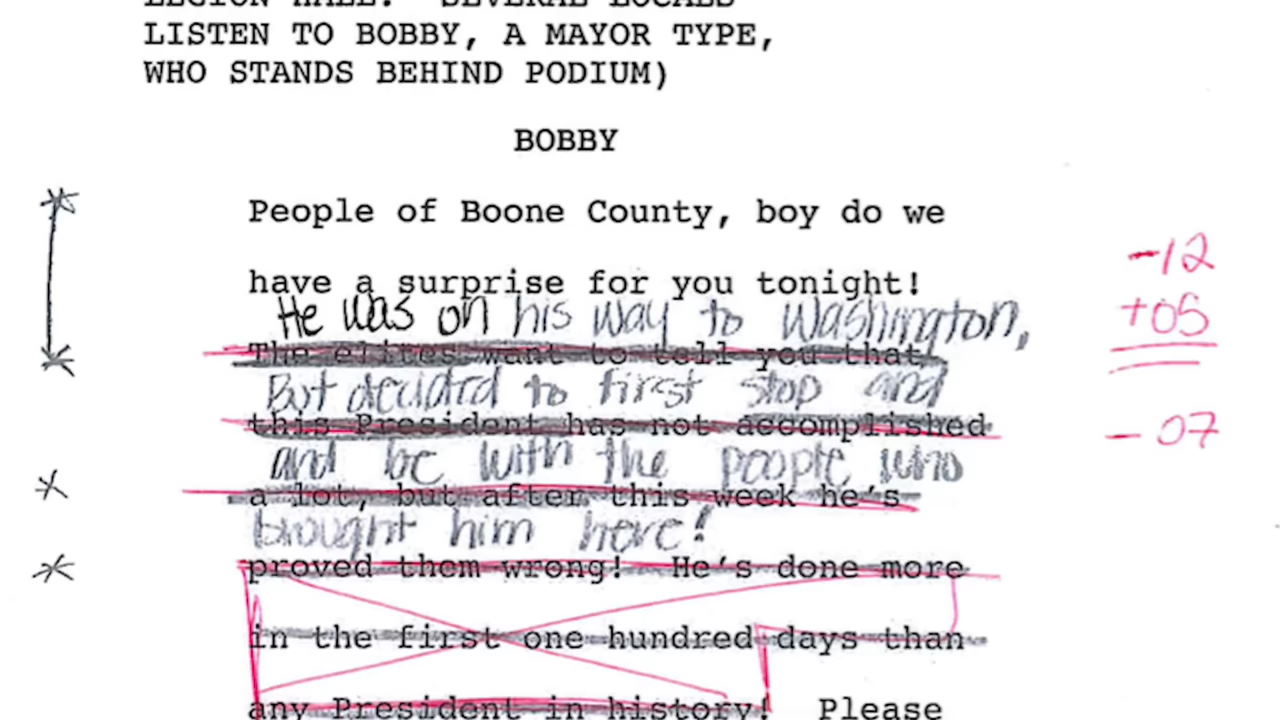 LEGION HALL. SEVERAL LOCALS
LISTEN TO BOBBY, A MAYOR TYPE,
WHO STANDS BEHIND PODIUM)
BOBBY
People of Boone County, boy do we
have a surprise for you tonight!
He was on his way to Washington,
The elites want to tell you that
But decided to first stop and
this President has not accomplished
and be with the people who
a lot, but after this week he's
brought him here!
proved them wrong! He's done more
in the first one hundred days than
any President in history! Please
-12
+05
- 07